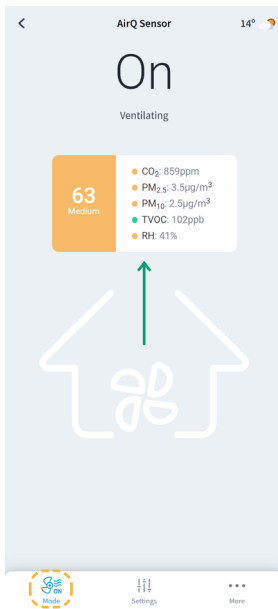 AirQ Sensor 14°
On
Ventilating
63
Medium
CO₂: 859ppm
PM₂.₅: 3.5µg/m³
PM₁₀: 2.5µg/m³
TVOC: 102ppb
RH: 41%
ON
Mode Settings More